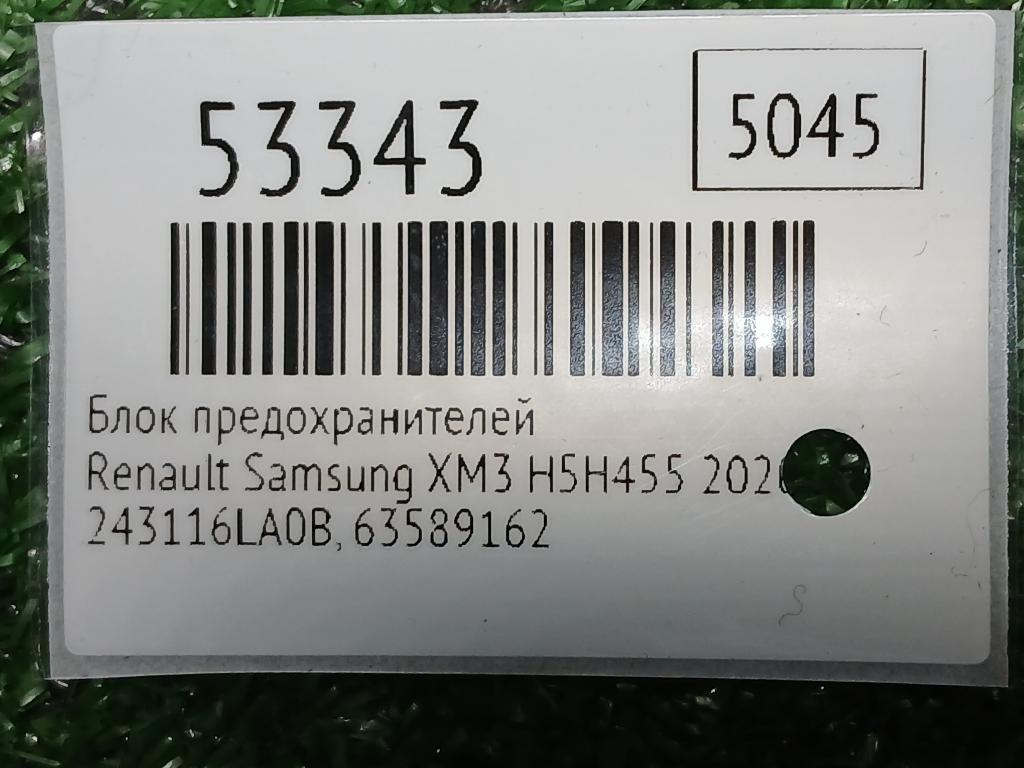 53343
5045
Блок предохранителей
Renault Samsung XM3 H5H455
243116LA0B, 63589162